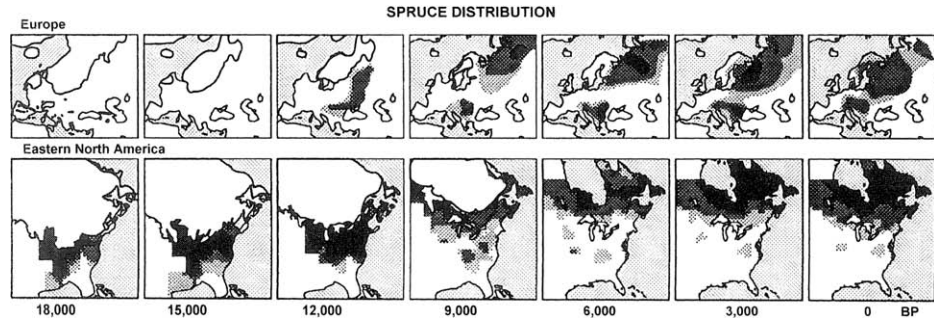 SPRUCE DISTRIBUTION
Europe
Eastern North America
18,000 15,000 12,000 9,000 6,000 3,000 0 BP